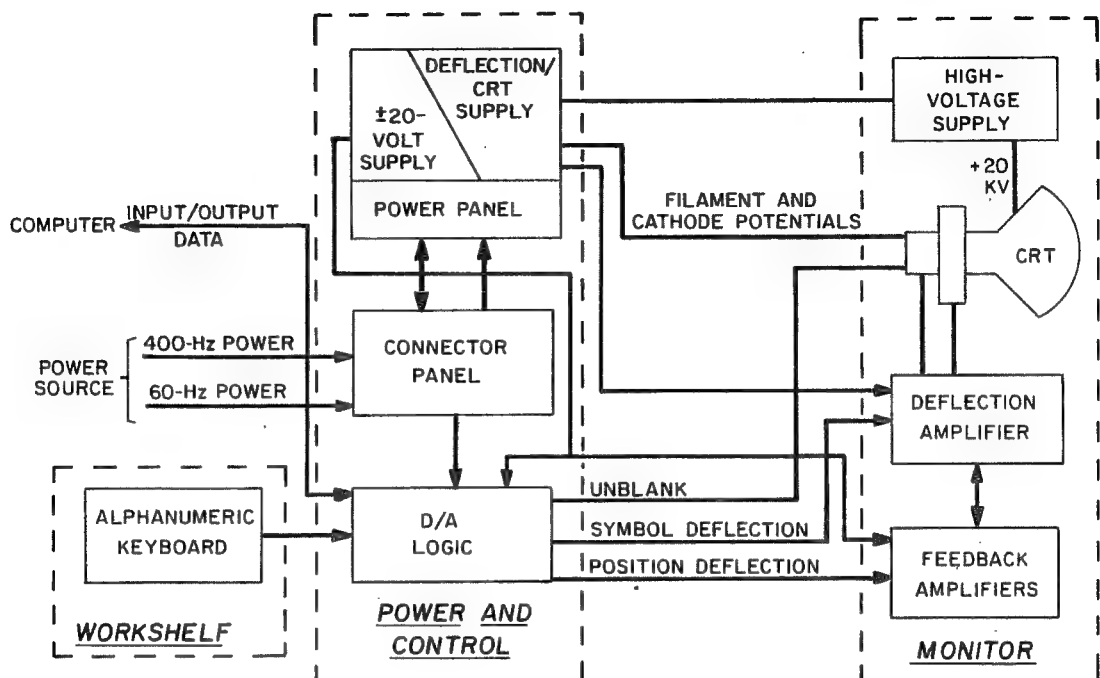 DEFLECTION/
CRT
SUPPLY
±20-
VOLT
SUPPLY
POWER PANEL
HIGH-
VOLTAGE
SUPPLY
+20
KV
FILAMENT AND
CATHODE POTENTIALS
CRT
COMPUTER
INPUT/OUTPUT
DATA
POWER
SOURCE
400-Hz POWER
60-Hz POWER
CONNECTOR
PANEL
DEFLECTION
AMPLIFIER
ALPHANUMERIC
KEYBOARD
D/A
LOGIC
UNBLANK
SYMBOL DEFLECTION
POSITION DEFLECTION
FEEDBACK
AMPLIFIERS
WORKSHELF
POWER AND
CONTROL
MONITOR